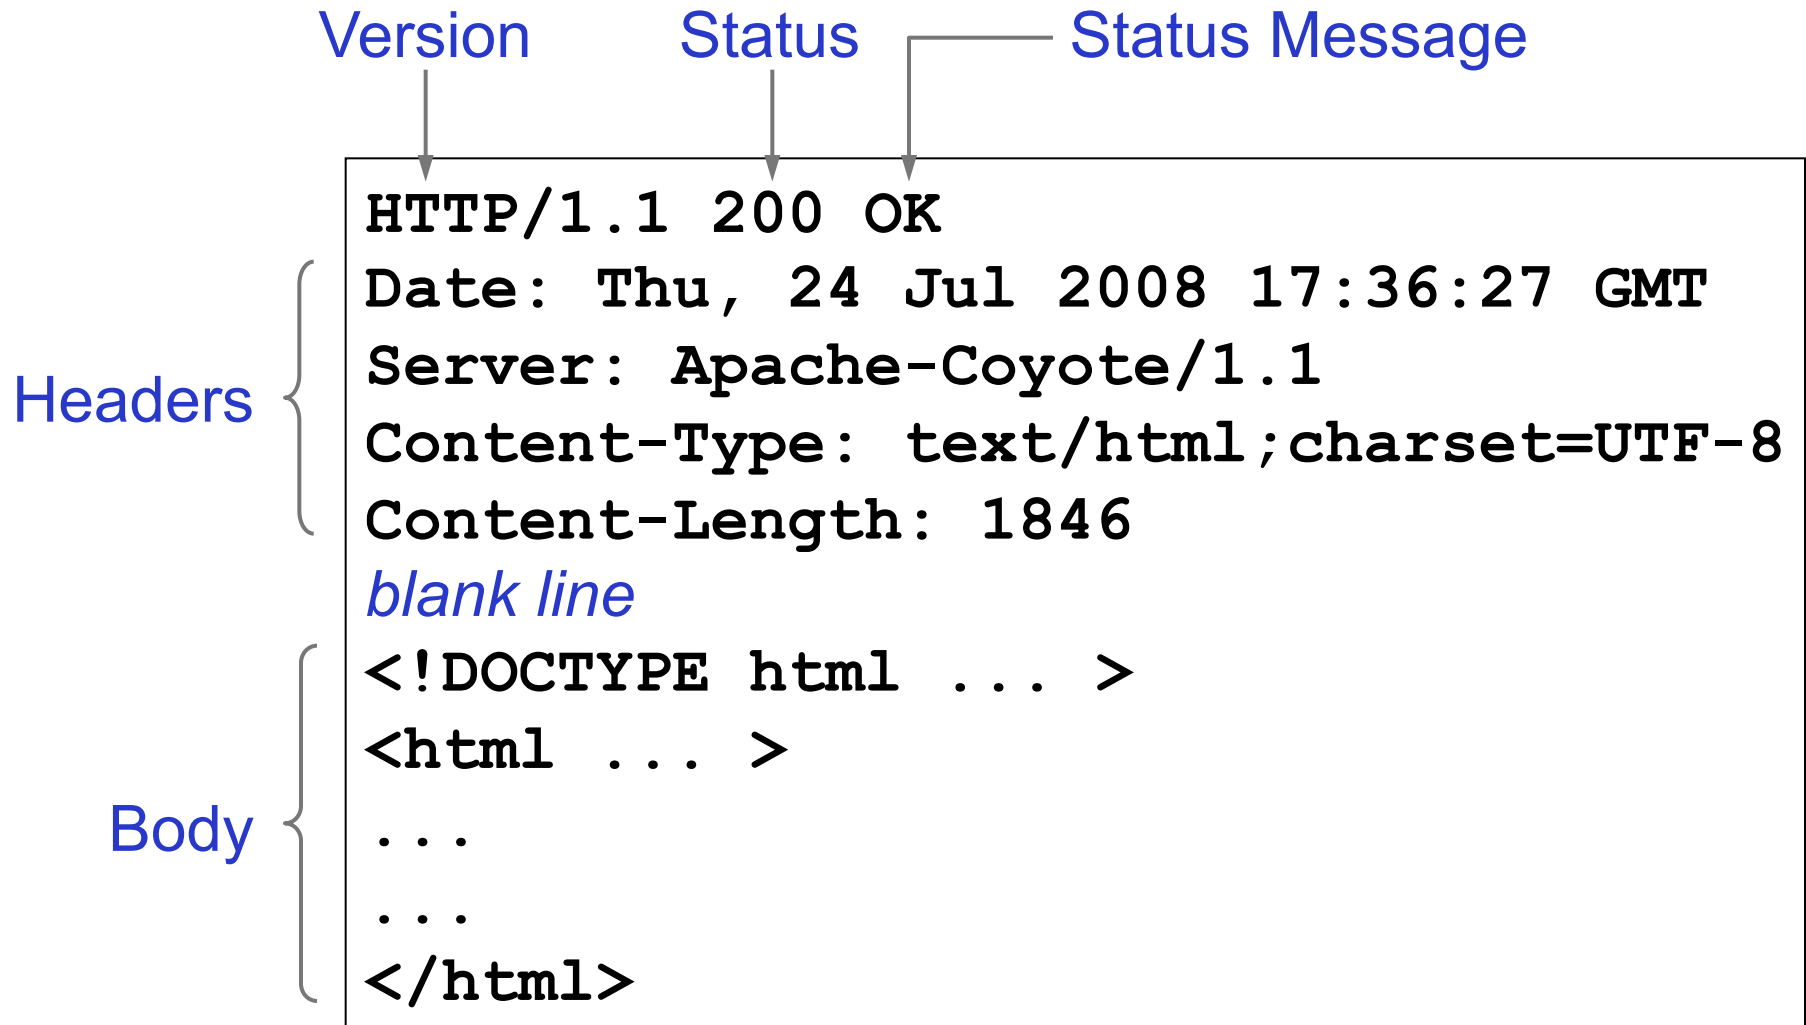 Version Status Status Message
HTTP/1.1 200 OK
Date: Thu, 24 Jul 2008 17:36:27 GMT
Server: Apache-Coyote/1.1
Headers
Content-Type: text/html;charset=UTF-8
Content-Length: 1846
blank line
<!DOCTYPE html ... >
<html ... >
Body
...
...
</html>